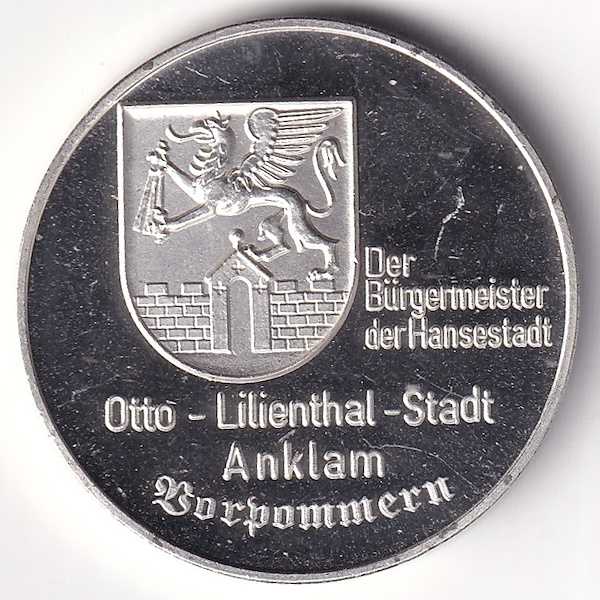 Der
Bürgermeister
der Hansestadt
Otto - Lilienthal - Stadt
Anklam
Vorpommern